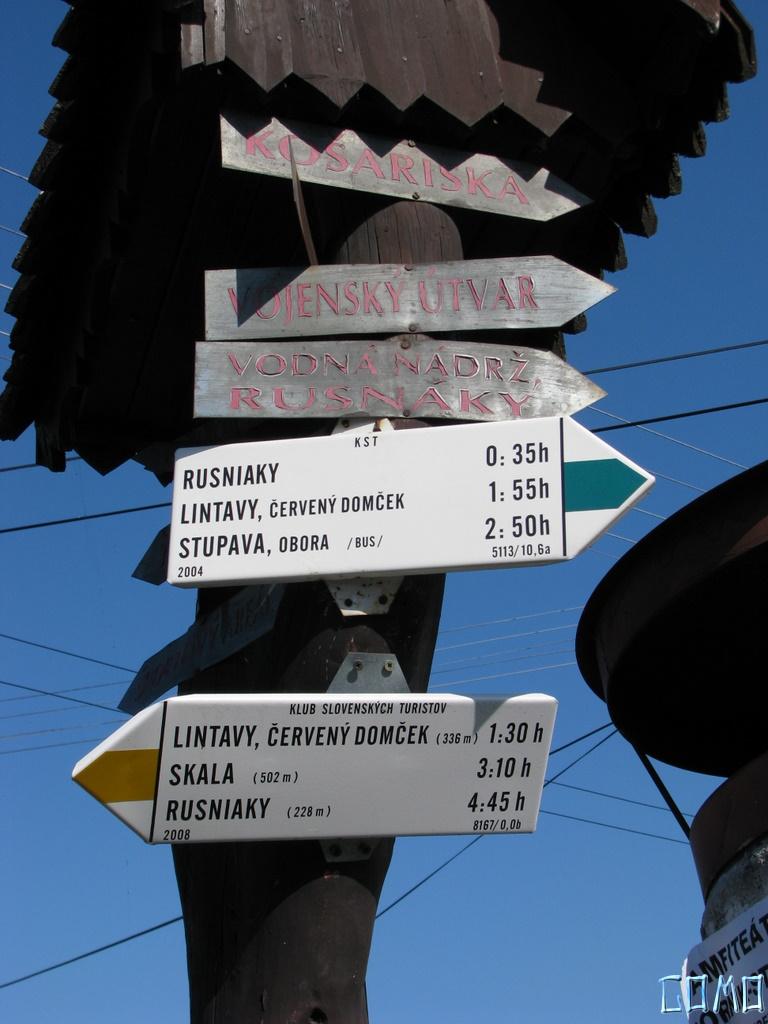 KOSARISKA
VOJENSKÝ ÚTVAR
VODNÁ NÁDRŽ,
RUSNÁKY
KST
RUSNIAKY 0:35h
LINTAVY, ČERVENÝ DOMČEK 1:55h
STUPAVA, OBORA /BUS/ 2:50h
2004 5113/10,6a
KLUB SLOVENSKÝCH TURISTOV
LINTAVY, ČERVENÝ DOMČEK (336 m) 1:30 h
SKALA (502 m) 3:10 h
RUSNIAKY (228 m) 4:45 h
2008 8167/0,0b
COMO